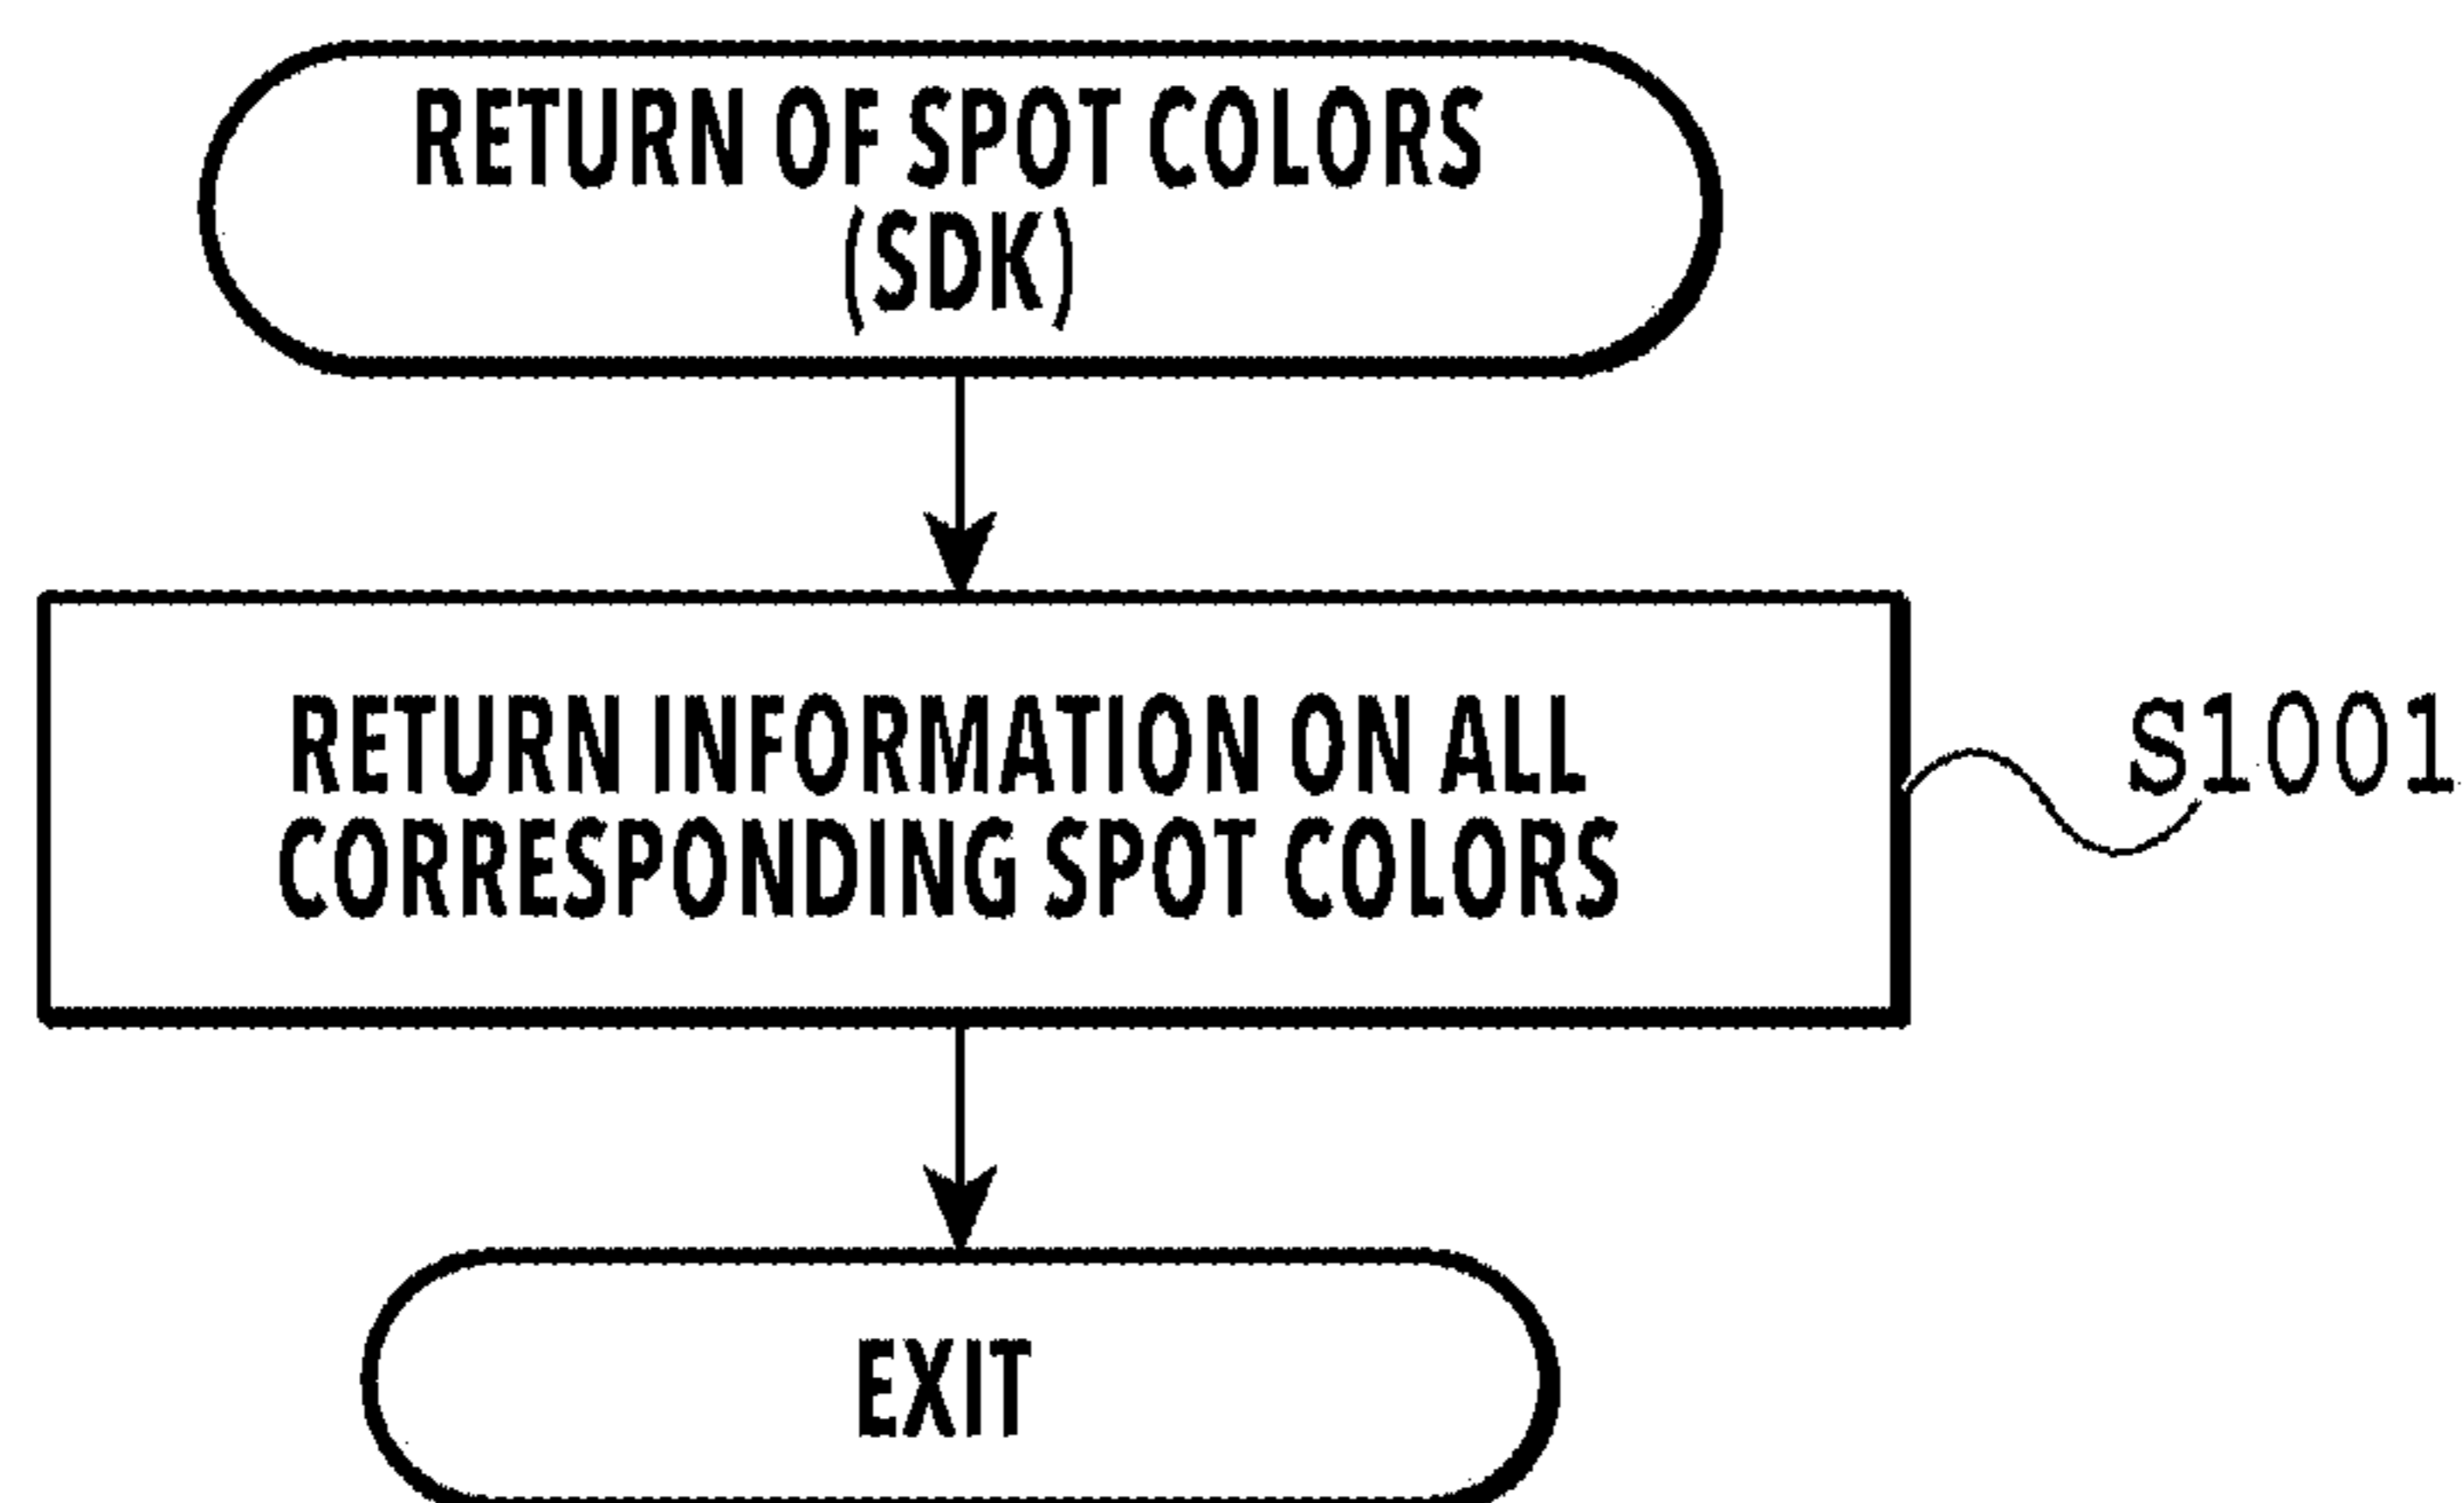 RETURN OF SPOT COLORS
(SDK)
RETURN INFORMATION ON ALL
CORRESPONDING SPOT COLORS
S1001
EXIT